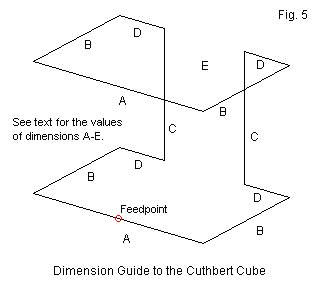 Fig. 5
D
B
E
D
A
B
See text for the values
of dimensions A-E.
C
C
D
B
Feedpoint
D
A
B
Dimension Guide to the Cuthbert Cube